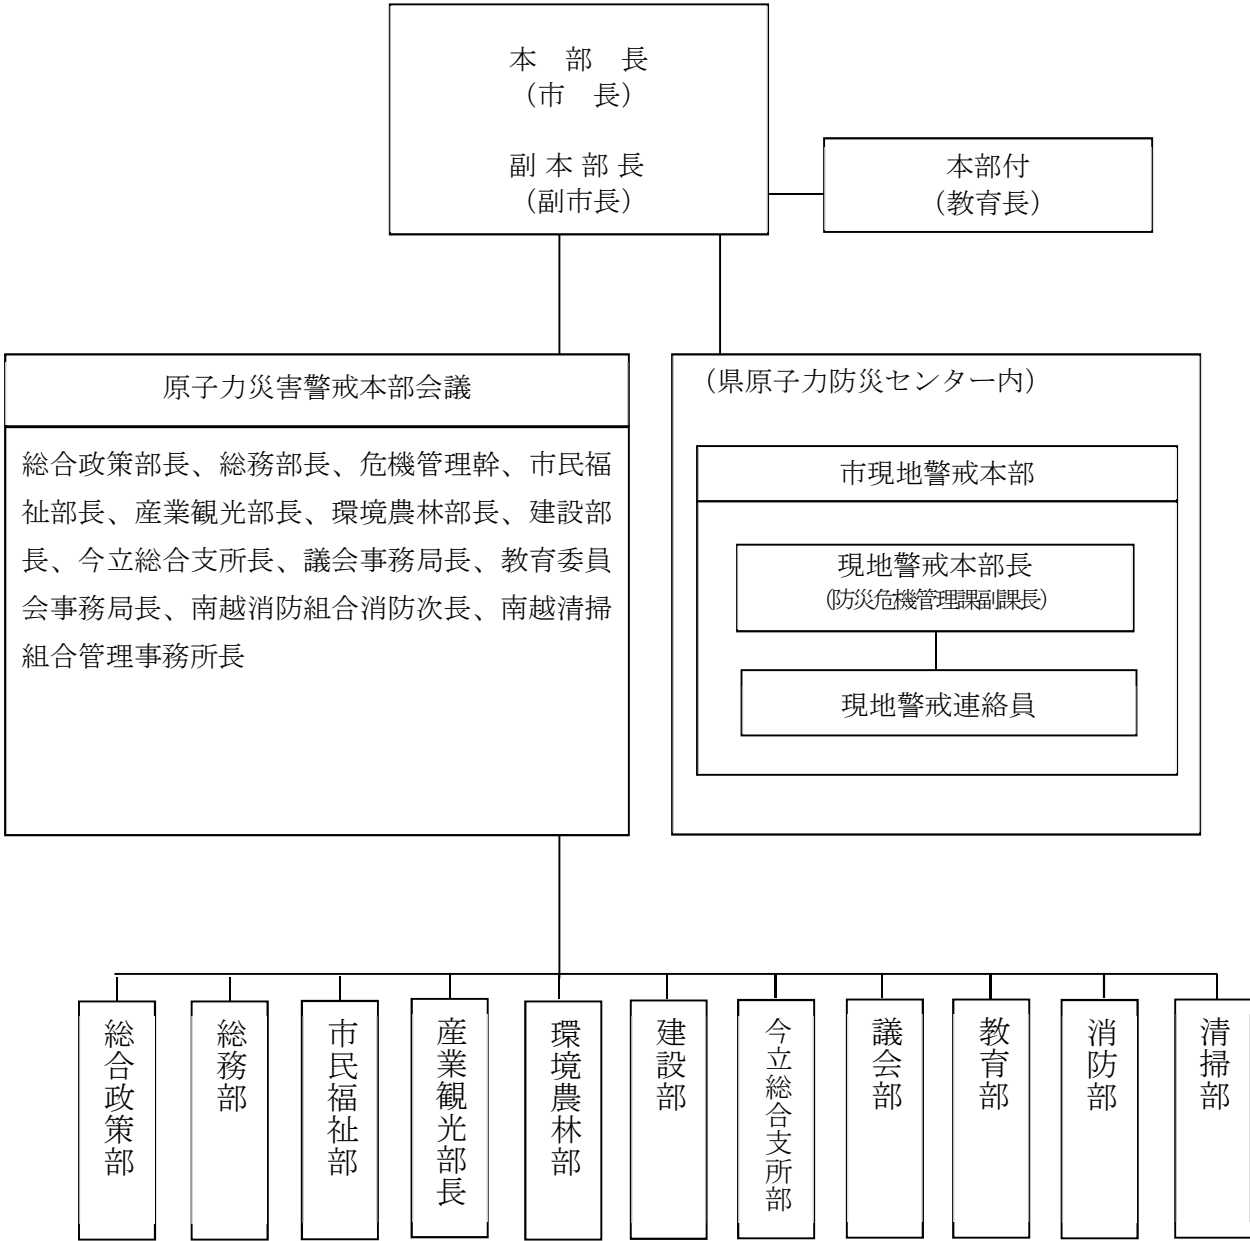 本　部　長
（市　長）
副 本 部 長
（副市長）
本部付
（教育長）
原子力災害警戒本部会議
総合政策部長、総務部長、危機管理幹、市民福
祉部長、産業観光部長、環境農林部長、建設部
長、今立総合支所長、議会事務局長、教育委員
会事務局長、南越消防組合消防次長、南越清掃
組合管理事務所長
（県原子力防災センター内）
市現地警戒本部
現地警戒本部長
（防災危機管理課副課長）
現地警戒連絡員
総合政策部
総務部
市民福祉部
産業観光部長
環境農林部
建設部
今立総合支所部
議会部
教育部
消防部
清掃部